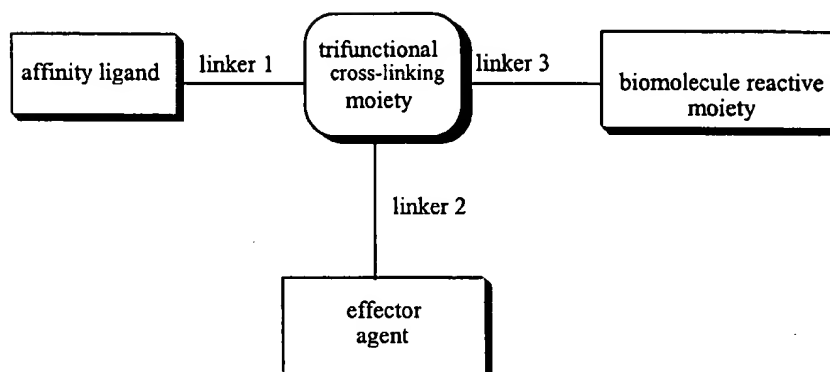 affinity ligand
linker 1
trifunctional
cross-linking
moiety
linker 3
biomolecule reactive
moiety
linker 2
effector
agent